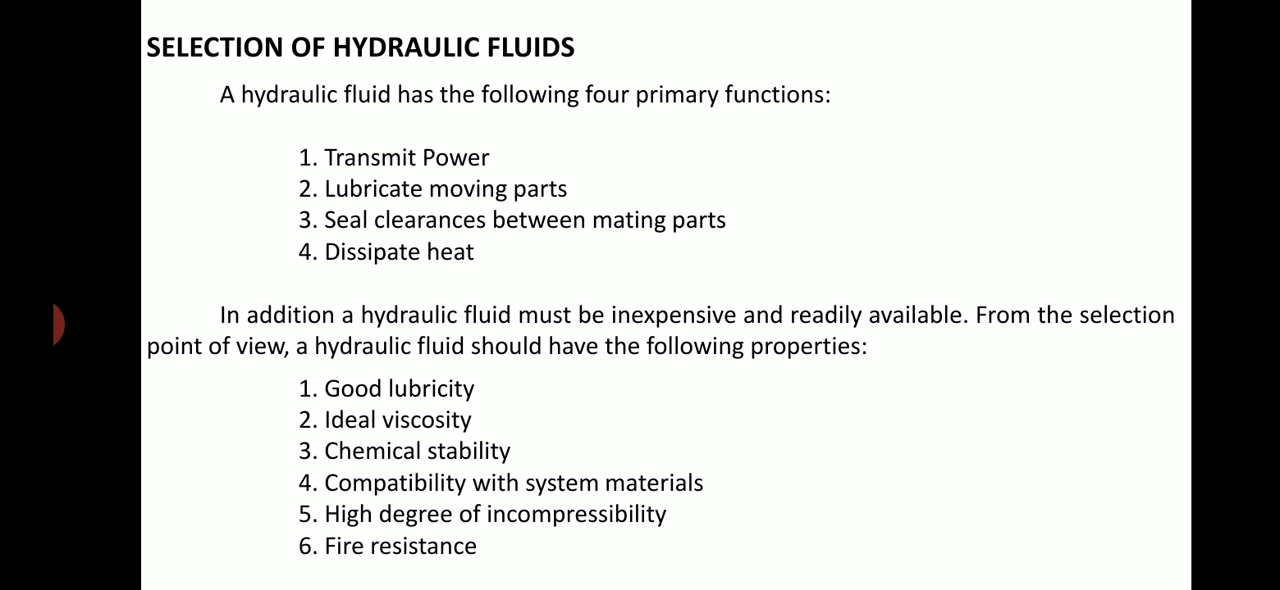 SELECTION OF HYDRAULIC FLUIDS
A hydraulic fluid has the following four primary functions:
1. Transmit Power
2. Lubricate moving parts
3. Seal clearances between mating parts
4. Dissipate heat
In addition a hydraulic fluid must be inexpensive and readily available. From the selection
point of view, a hydraulic fluid should have the following properties:
1. Good lubricity
2. Ideal viscosity
3. Chemical stability
4. Compatibility with system materials
5. High degree of incompressibility
6. Fire resistance